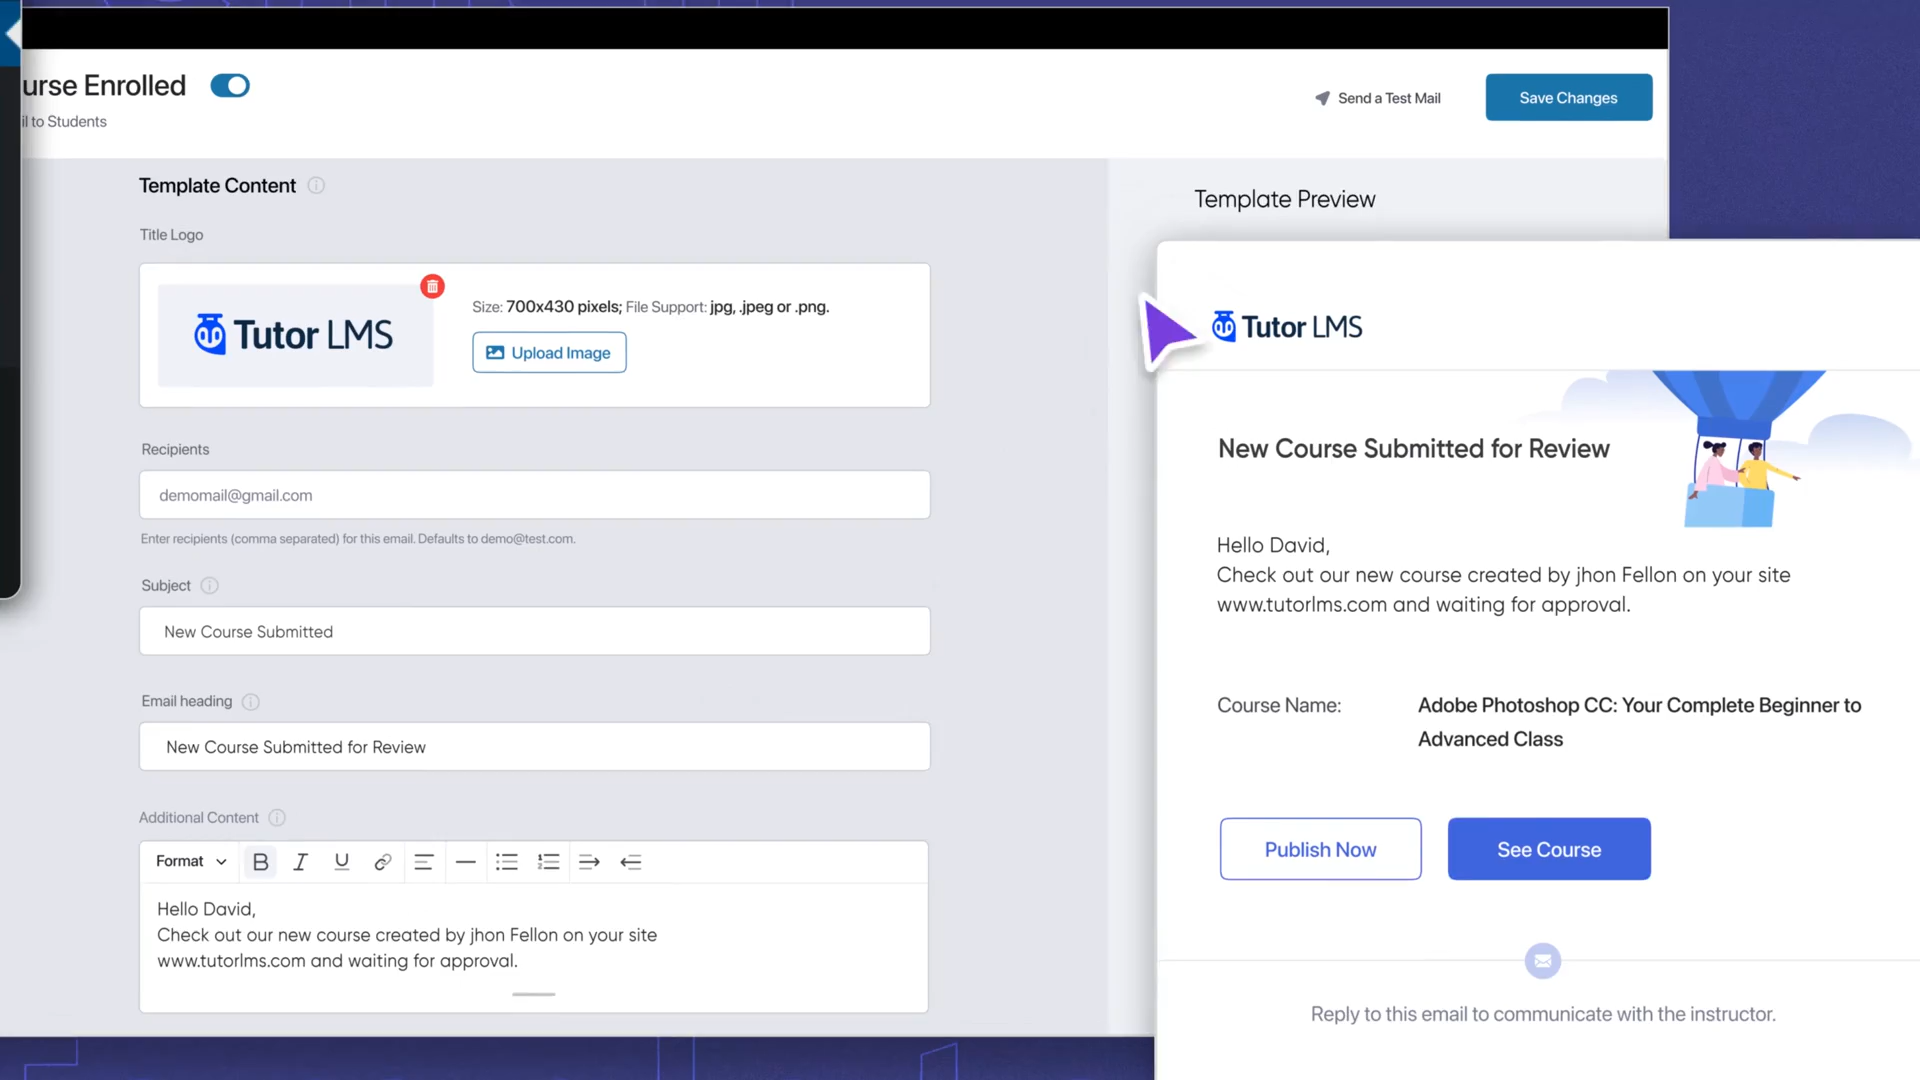 urse Enrolled
il to Students
Send a Test Mail
Save Changes
Template Content
Title Logo
Tutor LMS
Size: 700x430 pixels; File Support: jpg, .jpeg or .png.
Upload Image
Recipients
demomail@gmail.com
Enter recipients (comma separated) for this email. Defaults to demo@test.com.
Subject
New Course Submitted
Email heading
New Course Submitted for Review
Additional Content
Format
B I U
Hello David,
Check out our new course created by jhon Fellon on your site
www.tutorlms.com and waiting for approval.
Template Preview
Tutor LMS
New Course Submitted for Review
Hello David,
Check out our new course created by jhon Fellon on your site
www.tutorlms.com and waiting for approval.
Course Name:
Adobe Photoshop CC: Your Complete Beginner to
Advanced Class
Publish Now
See Course
Reply to this email to communicate with the instructor.